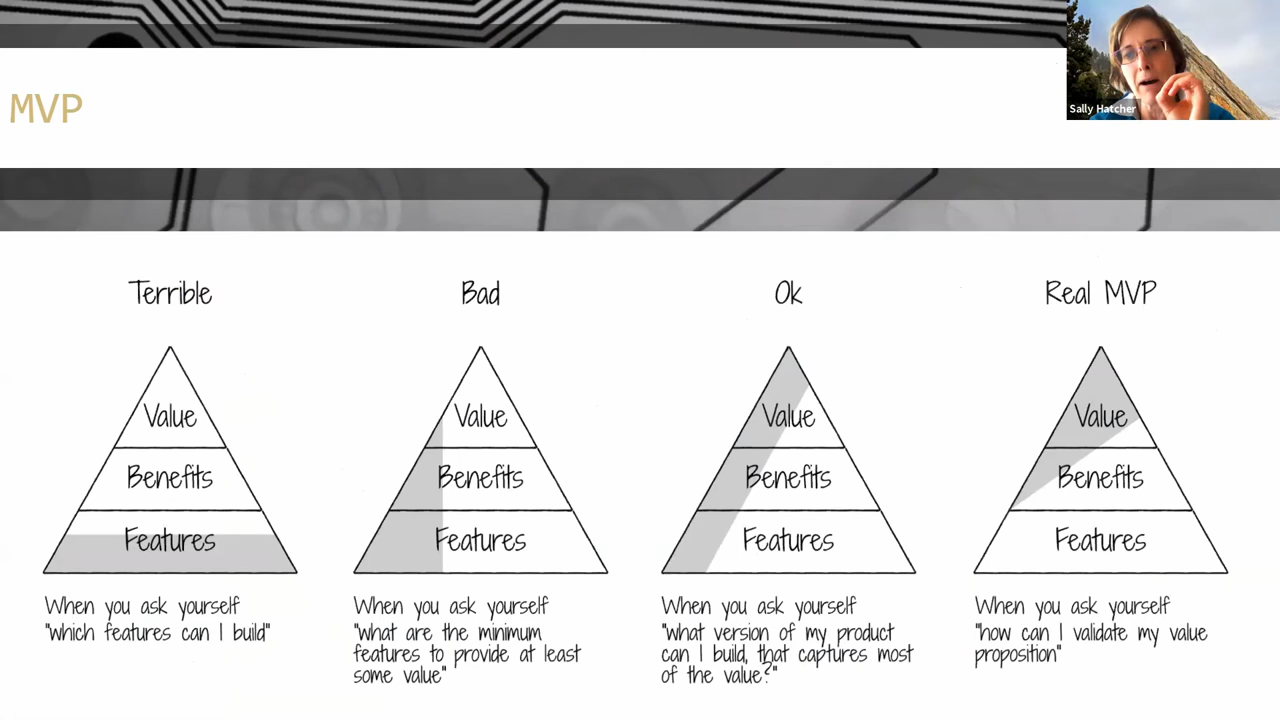 MVP
Sally Hatcher
Terrible
Value
Benefits
Features
When you ask yourself
"which features can I build"
Bad
Value
Benefits
Features
When you ask yourself
"what are the minimum
features to provide at least
some value"
Ok
Value
Benefits
Features
When you ask yourself
"what version of my product
can I build, that captures most
of the value?"
Real MVP
Value
Benefits
Features
When you ask yourself
"how can I validate my value
proposition"